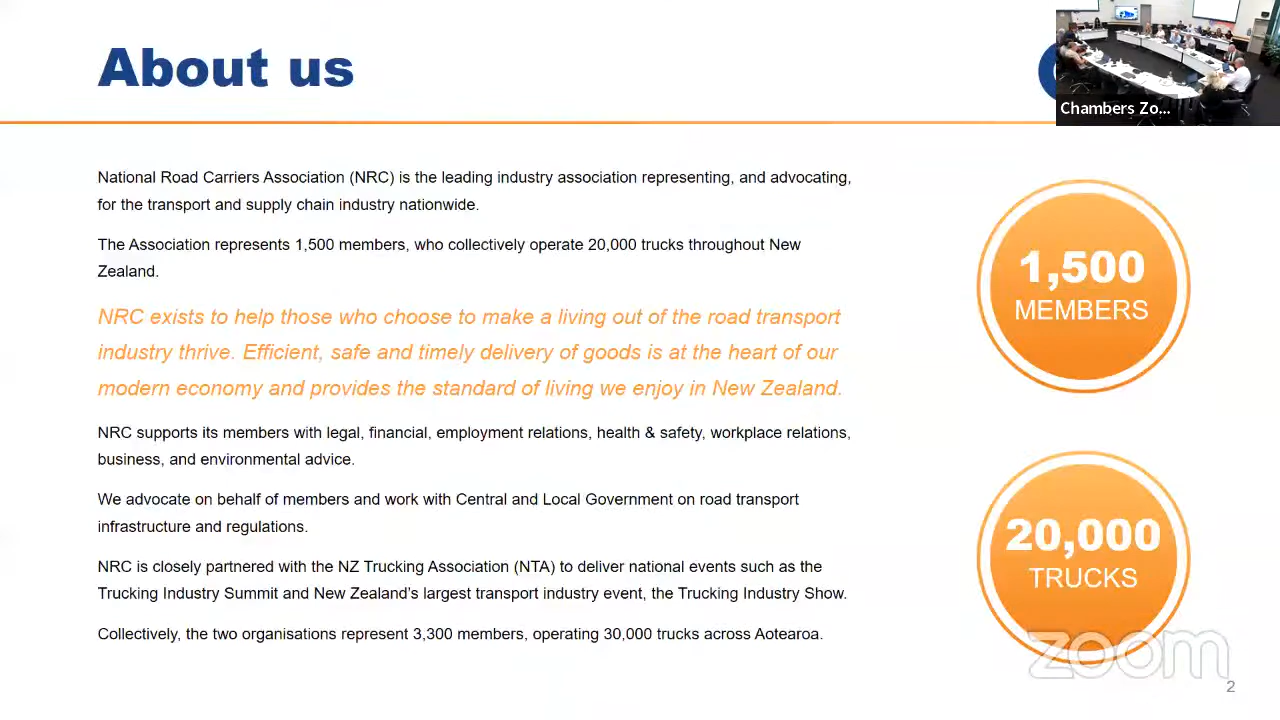 About us
Chambers Zo...
National Road Carriers Association (NRC) is the leading industry association representing, and advocating,
for the transport and supply chain industry nationwide.
The Association represents 1,500 members, who collectively operate 20,000 trucks throughout New
Zealand.
NRC exists to help those who choose to make a living out of the road transport
industry thrive. Efficient, safe and timely delivery of goods is at the heart of our
modern economy and provides the standard of living we enjoy in New Zealand.
NRC supports its members with legal, financial, employment relations, health & safety, workplace relations,
business, and environmental advice.
We advocate on behalf of members and work with Central and Local Government on road transport
infrastructure and regulations.
NRC is closely partnered with the NZ Trucking Association (NTA) to deliver national events such as the
Trucking Industry Summit and New Zealand's largest transport industry event, the Trucking Industry Show.
Collectively, the two organisations represent 3,300 members, operating 30,000 trucks across Aotearoa.
1,500
MEMBERS
20,000
TRUCKS
zoom
2